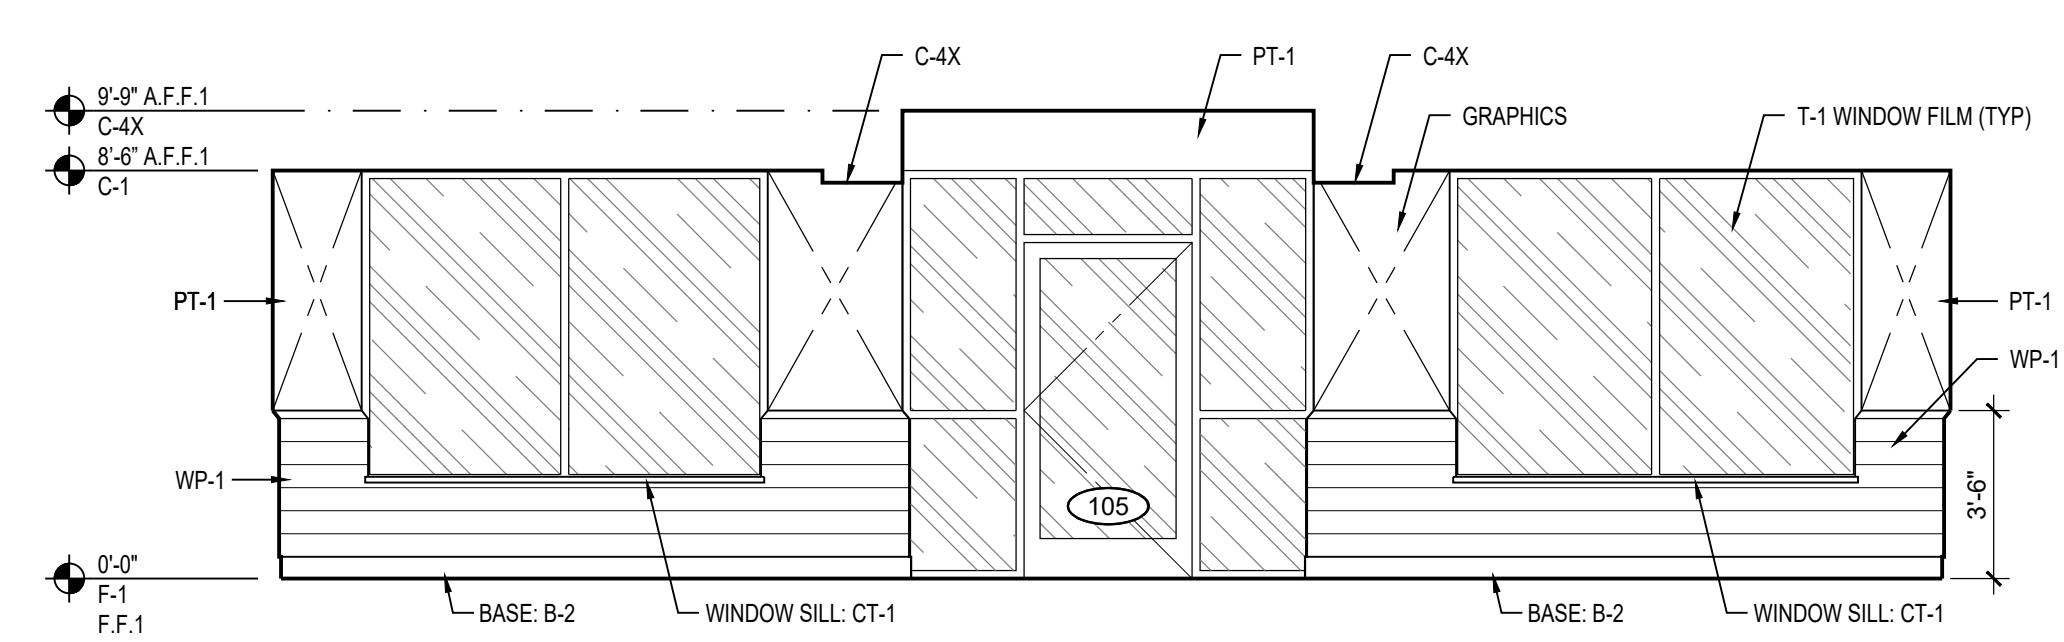 C-4X
PT-1
C-4X
9'-9" A.F.F.1
C-4X
GRAPHICS
T-1 WINDOW FILM (TYP)
8'-6” A.F.F.1
C-1
PT-1
PT-1
WP-1
WP-1
3'-6"
105
0'-0"
F-1
F.F.1
BASE: B-2
WINDOW SILL: CT-1
BASE: B-2
WINDOW SILL: CT-1